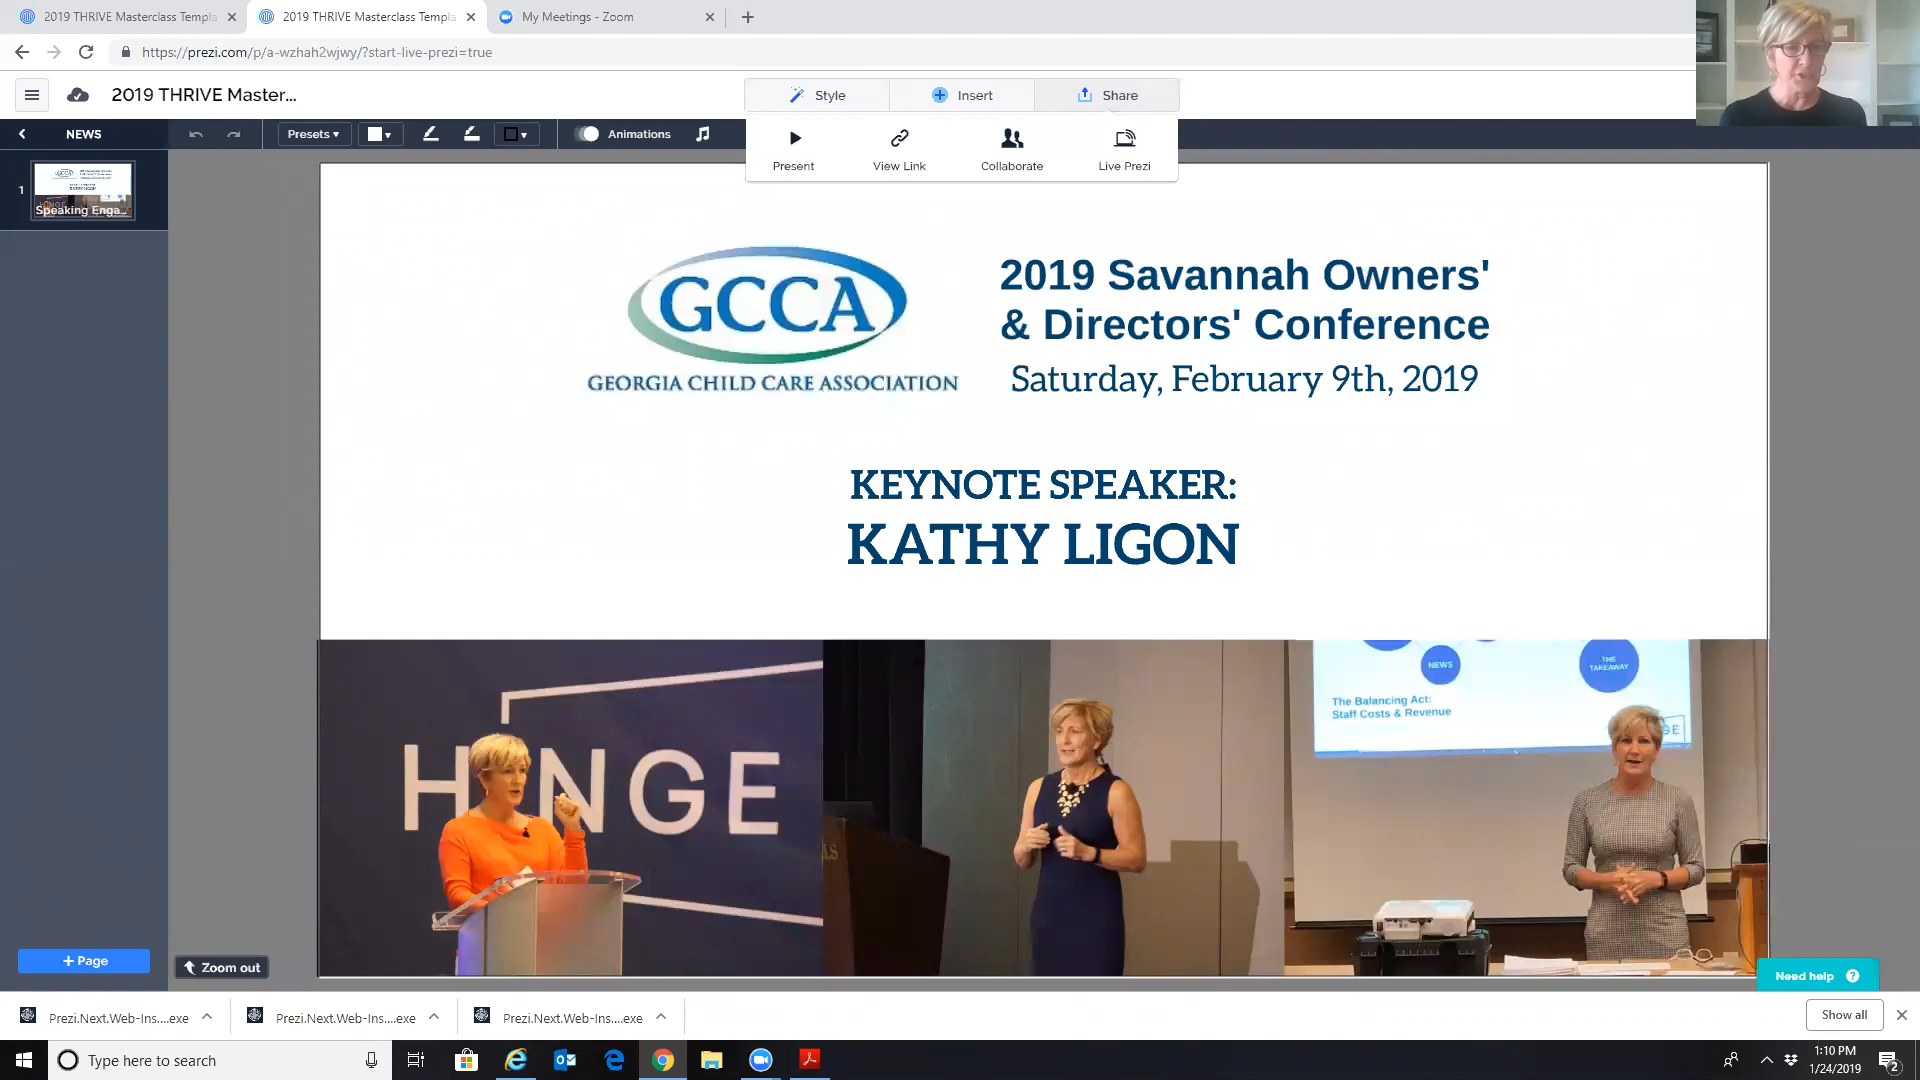 2019 THRIVE Masterclass Templa
2019 THRIVE Masterclass Templa
My Meetings - Zoom
https://prezi.com/p/a-wzhah2wjwy/?start-live-prezi=true
2019 THRIVE Master...
Style
Insert
Share
NEWS
Presets
Animations
Present
View Link
Collaborate
Live Prezi
1
Speaking Enga...
GCCA
GEORGIA CHILD CARE ASSOCIATION
2019 Savannah Owners'
& Directors' Conference
Saturday, February 9th, 2019
KEYNOTE SPEAKER:
KATHY LIGON
HINGE
NEWS
THE
TAKEAWAY
The Balancing Act:
Staff Costs & Revenue
GE
AS
+ Page
Zoom out
Need help ?
Prezi.Next.Web-Ins....exe
Prezi.Next.Web-Ins....exe
Prezi.Next.Web-Ins....exe
Show all
Type here to search
1:10 PM
1/24/2019
2